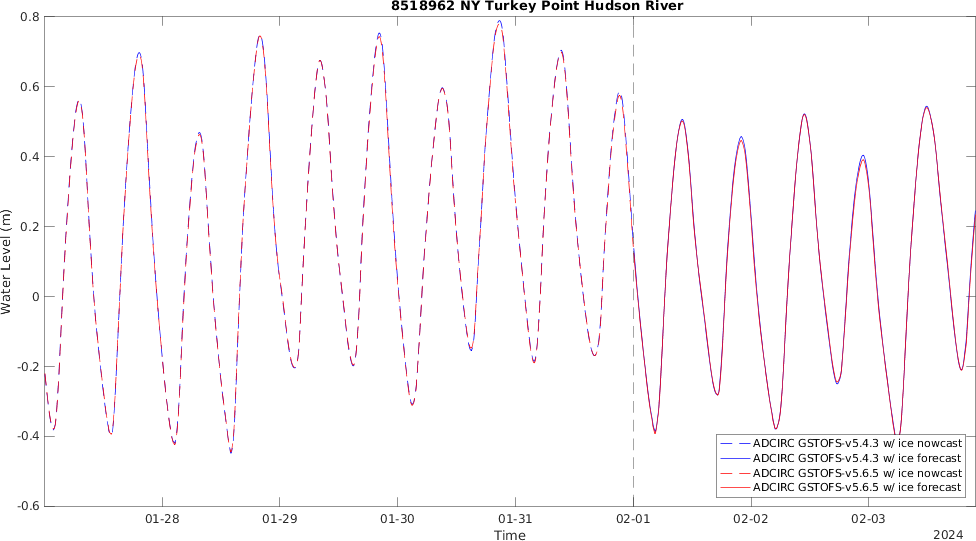 8518962 NY Turkey Point Hudson River
0.8
0.6
0.4
0.2
0
-0.2
-0.4
-0.6
Water Level (m)
01-28
01-29
01-30
01-31
02-01
02-02
02-03
Time
2024
ADCIRC GSTOFS-v5.4.3 w/ ice nowcast
ADCIRC GSTOFS-v5.4.3 w/ ice forecast
ADCIRC GSTOFS-v5.6.5 w/ ice nowcast
ADCIRC GSTOFS-v5.6.5 w/ ice forecast